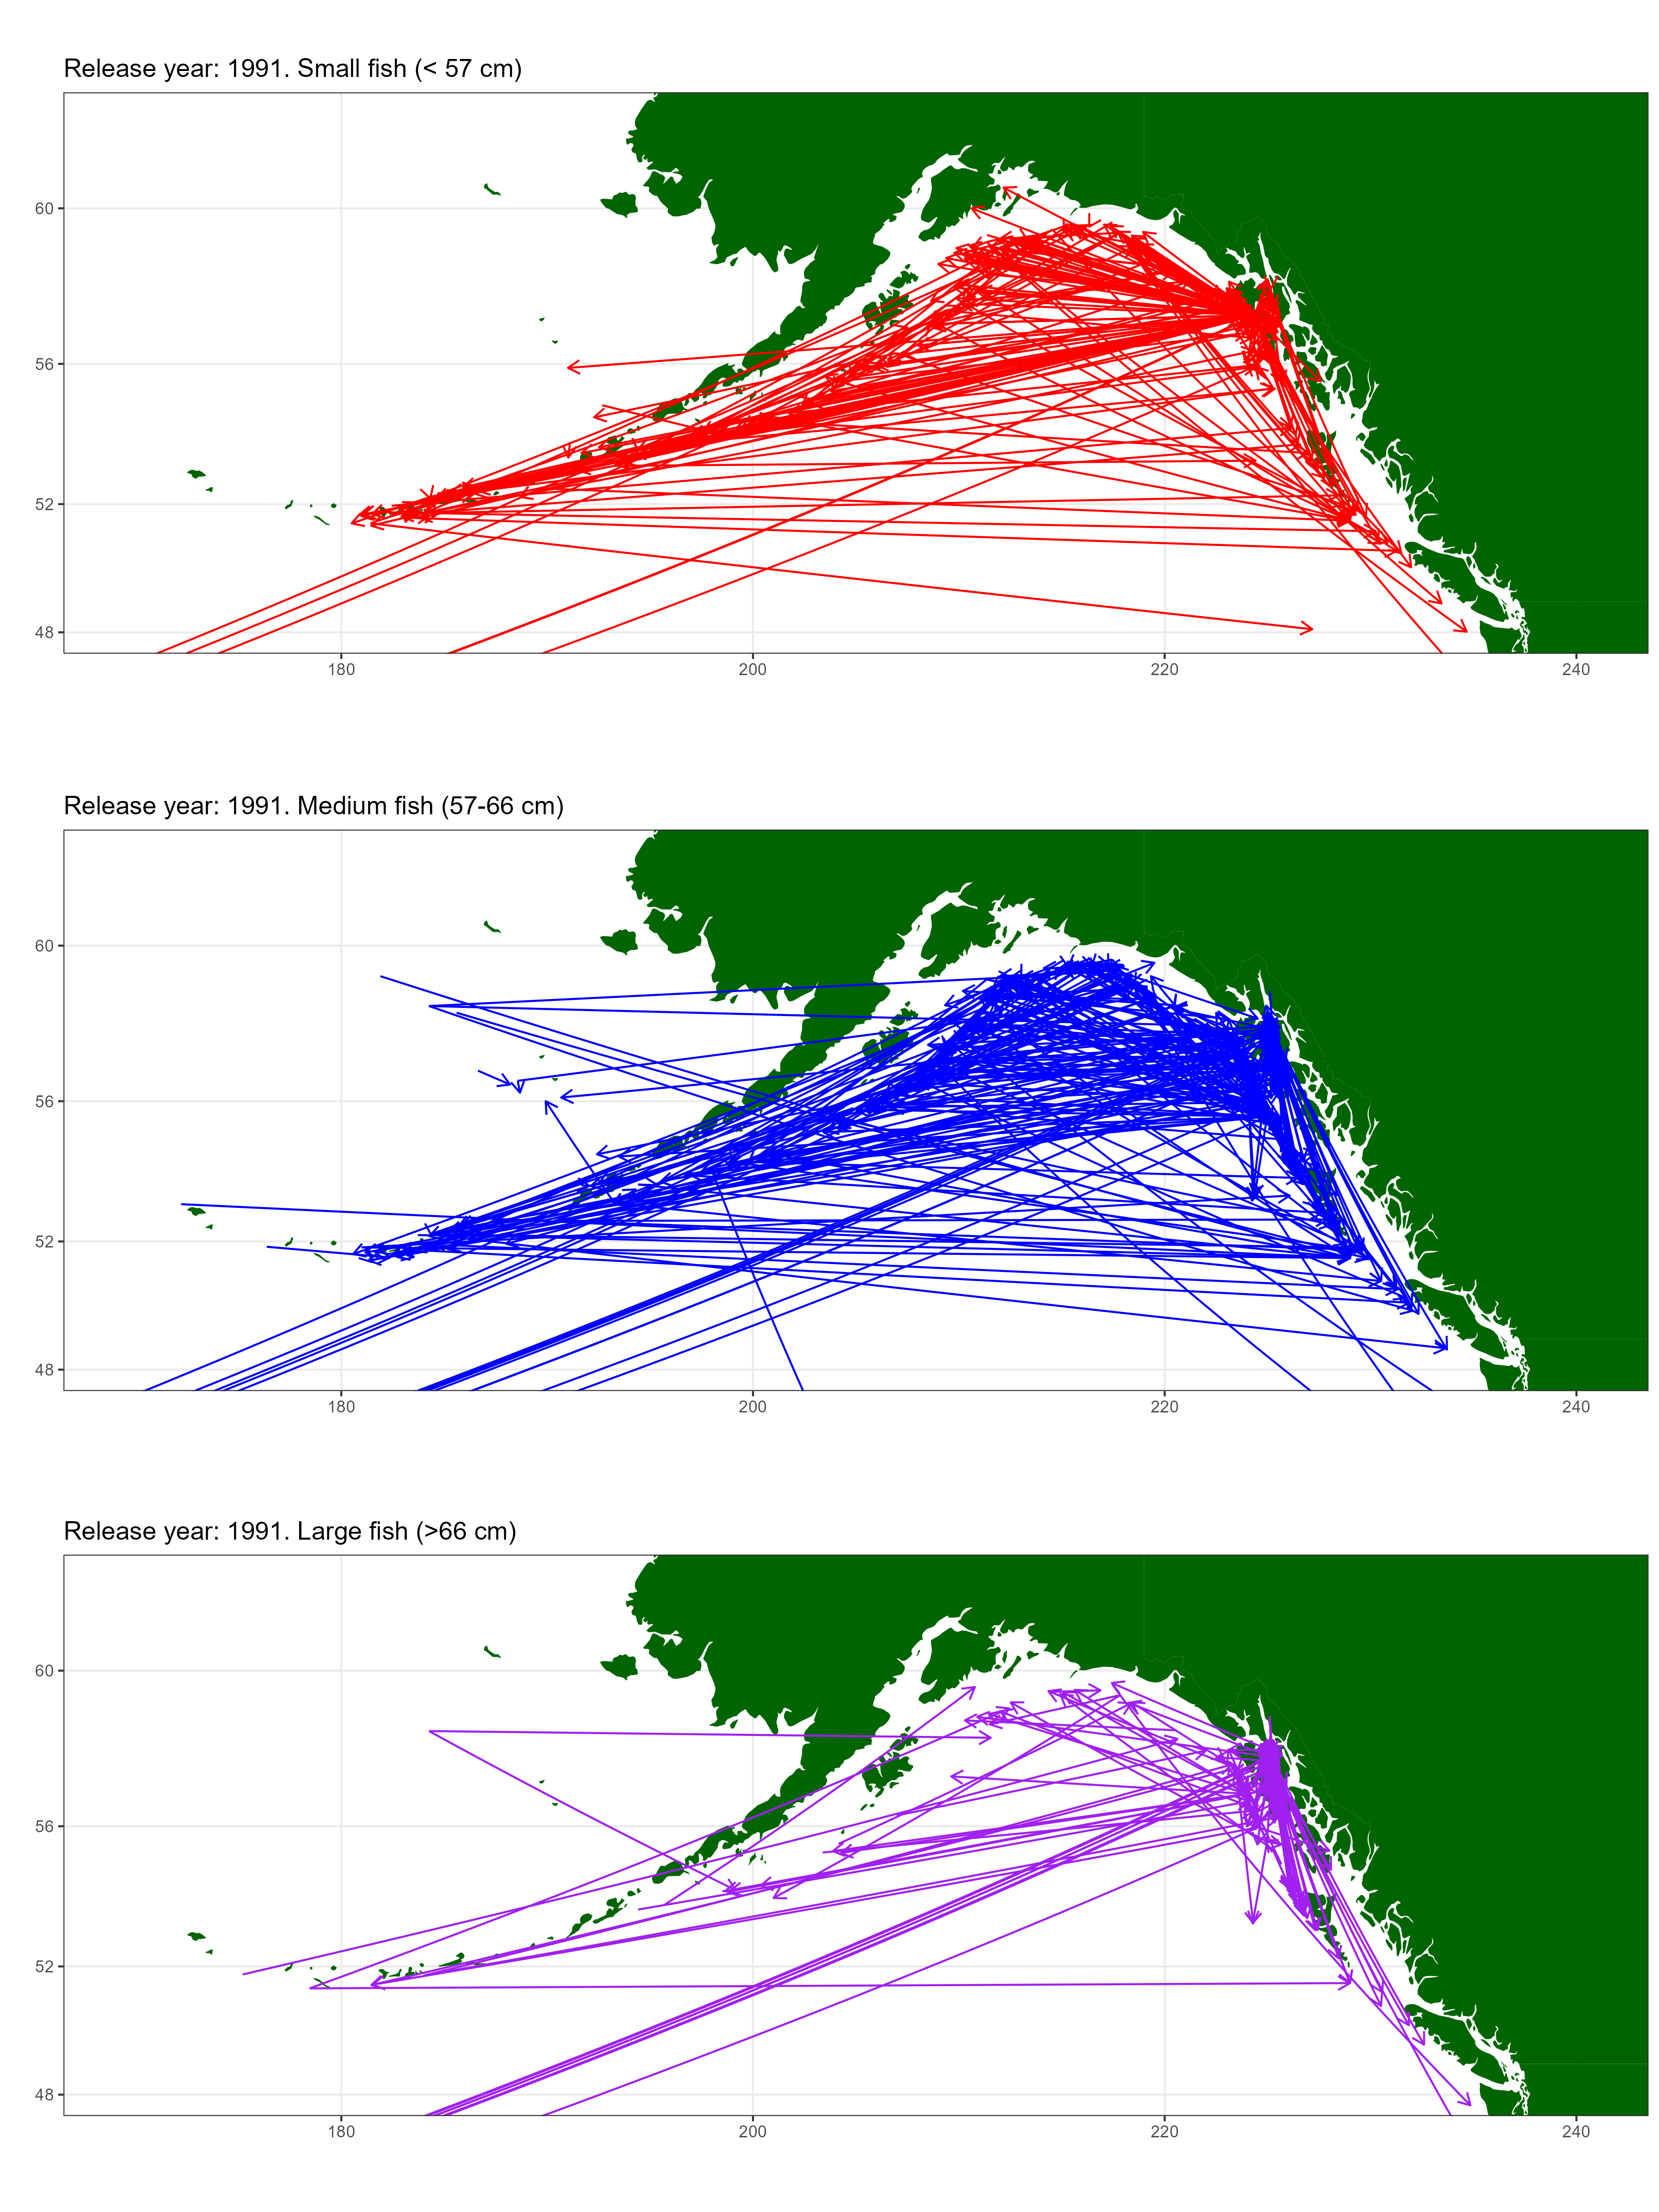 Release year: 1991. Small fish (< 57 cm)
60
56
52
48
180 200 220 240
Release year: 1991. Medium fish (57-66 cm)
60
56
52
48
180 200 220 240
Release year: 1991. Large fish (>66 cm)
60
56
52
48
180 200 220 240